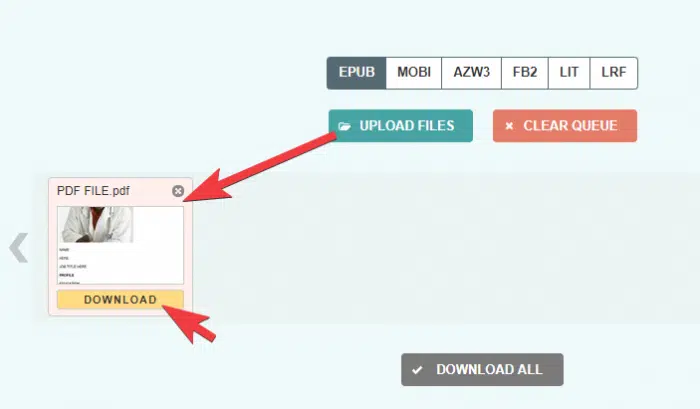 EPUB MOBI AZW3 FB2 LIT LRF
UPLOAD FILES CLEAR QUEUE
PDF FILE.pdf
NAME
HERE
JOB TITLE HERE
PROFILE
DOWNLOAD
DOWNLOAD ALL